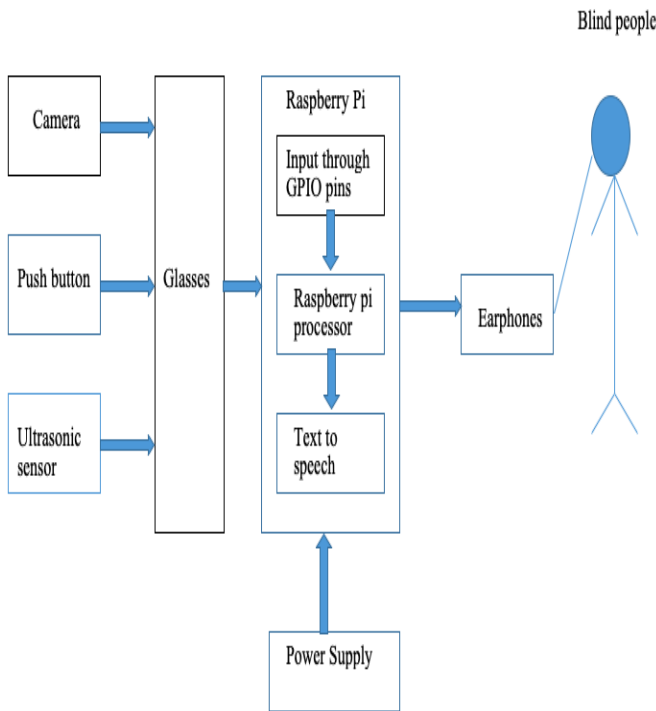 Blind people
Camera
Push button
Ultrasonic
sensor
Glasses
Raspberry Pi
Input through
GPIO pins
Raspberry pi
processor
Text to
speech
Earphones
Power Supply